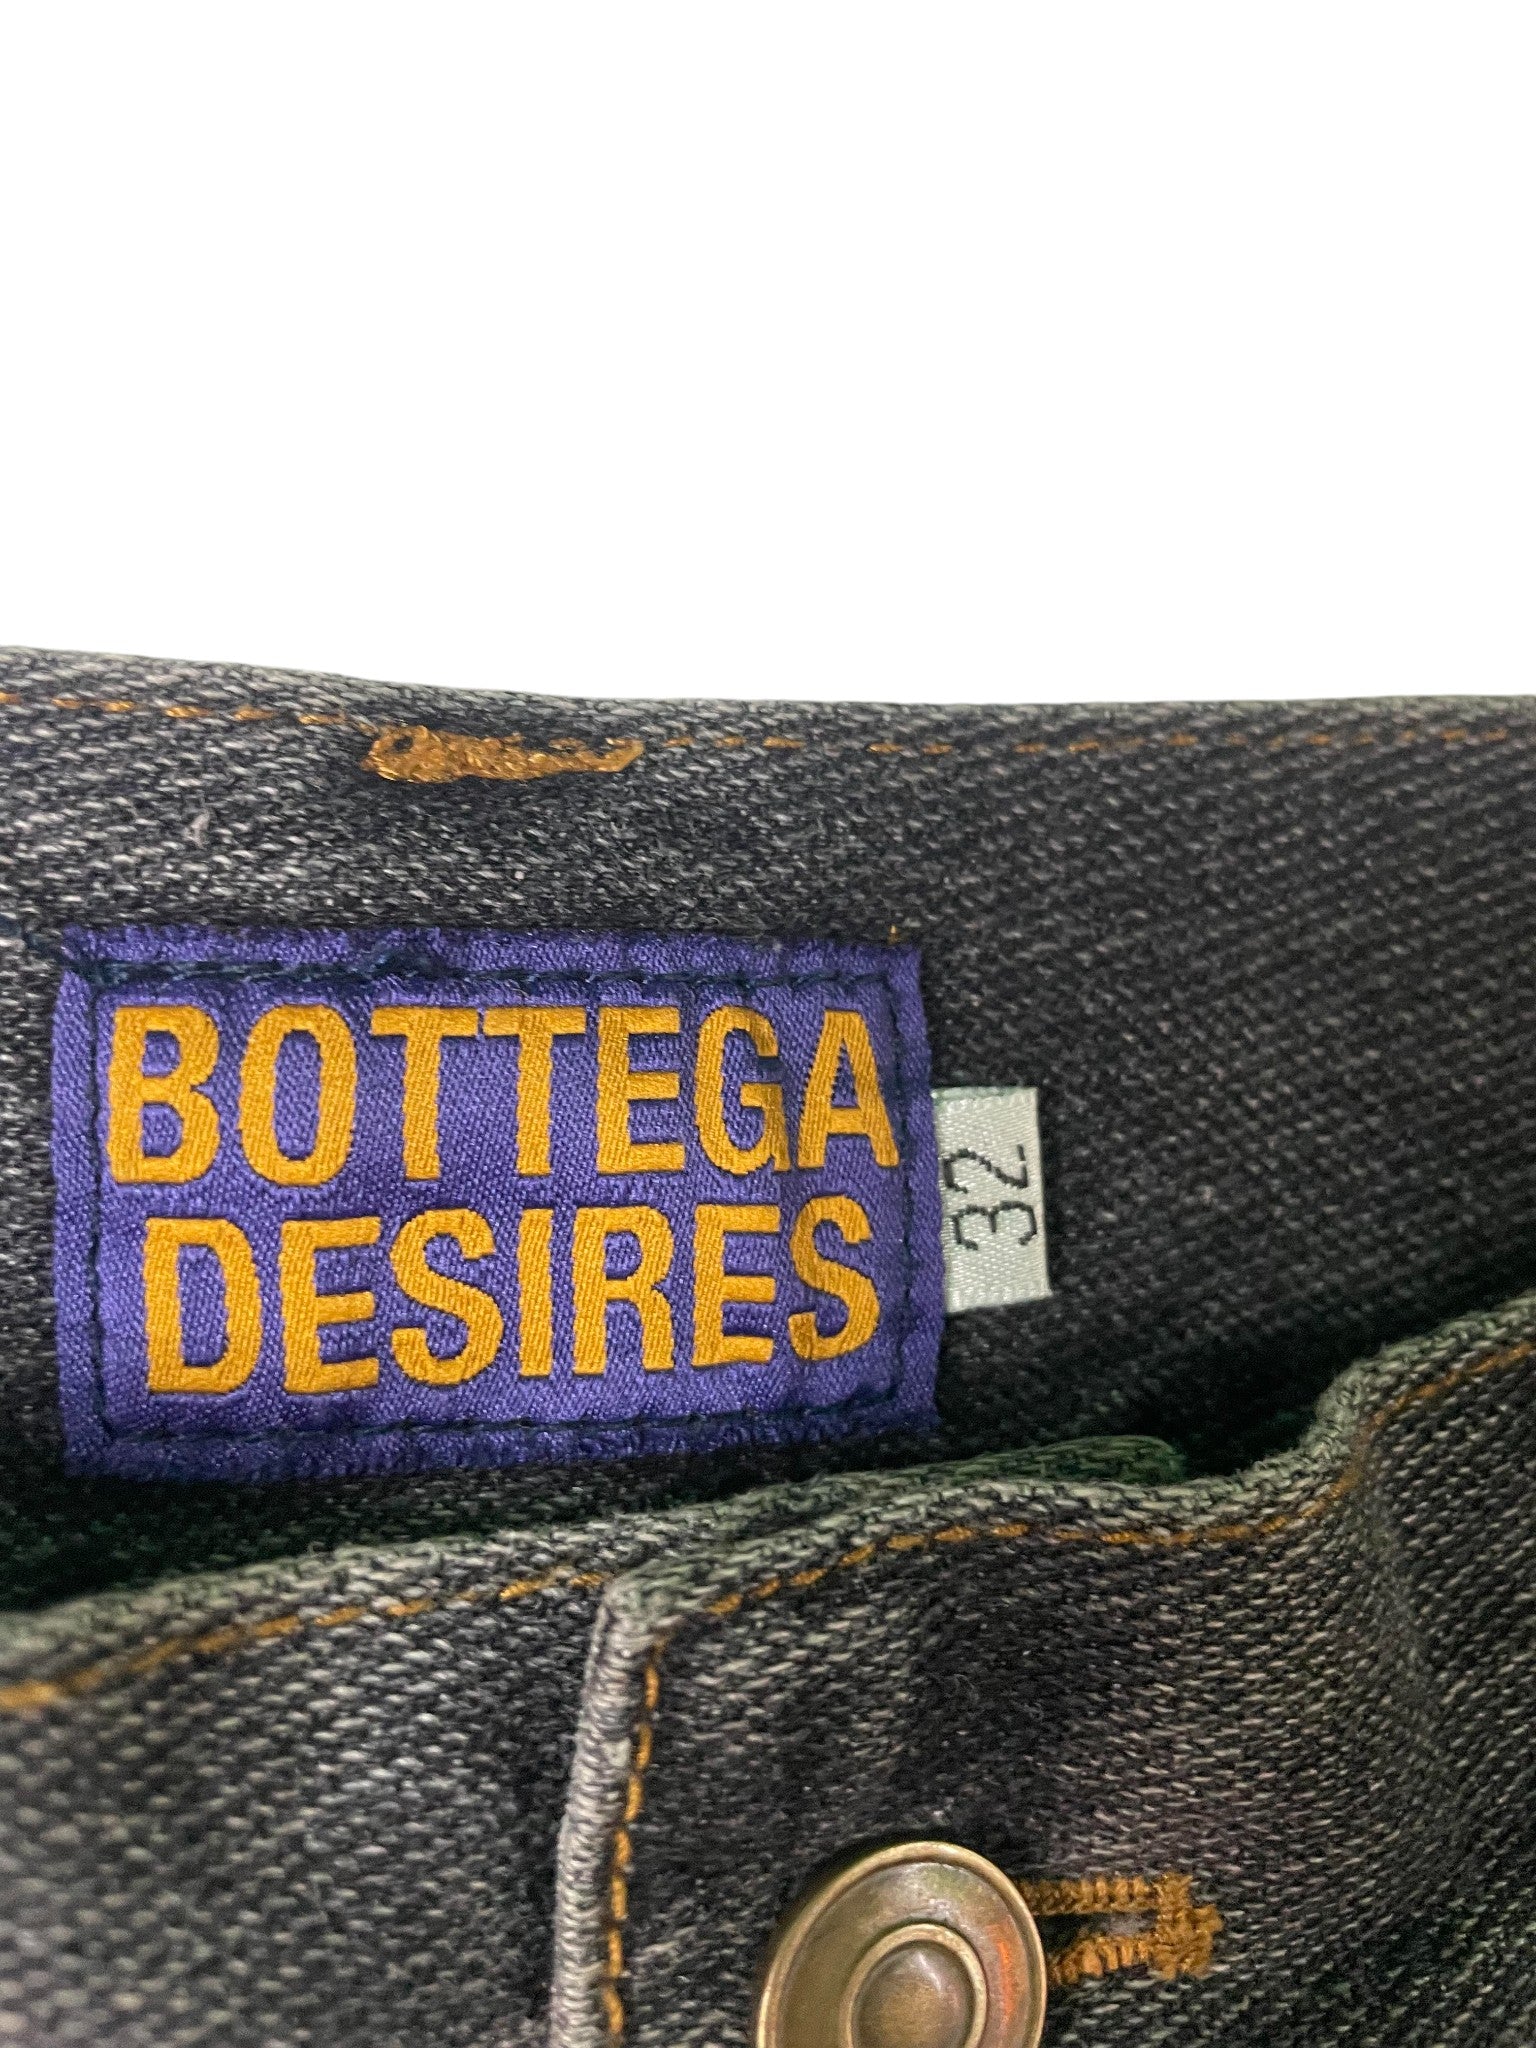 BOTTEGA
DESIRES
32